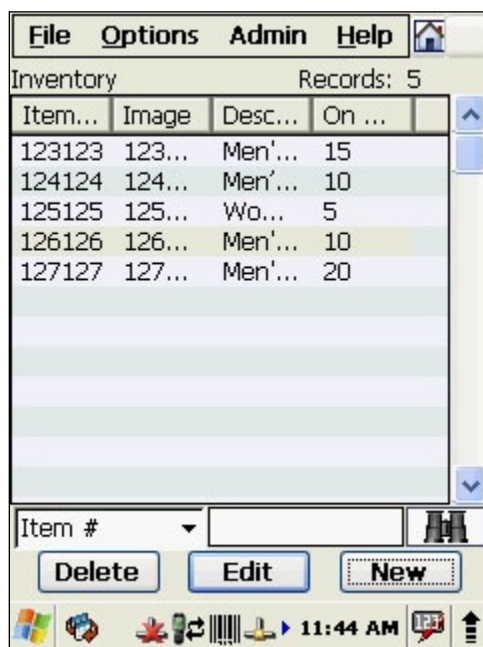 File Options Admin Help
Inventory Records: 5
Item... Image Desc... On ...
123123 123... Men'... 15
124124 124... Men'... 10
125125 125... Wo... 5
126126 126... Men'... 10
127127 127... Men'... 20
Item #
Delete Edit New
11:44 AM 123